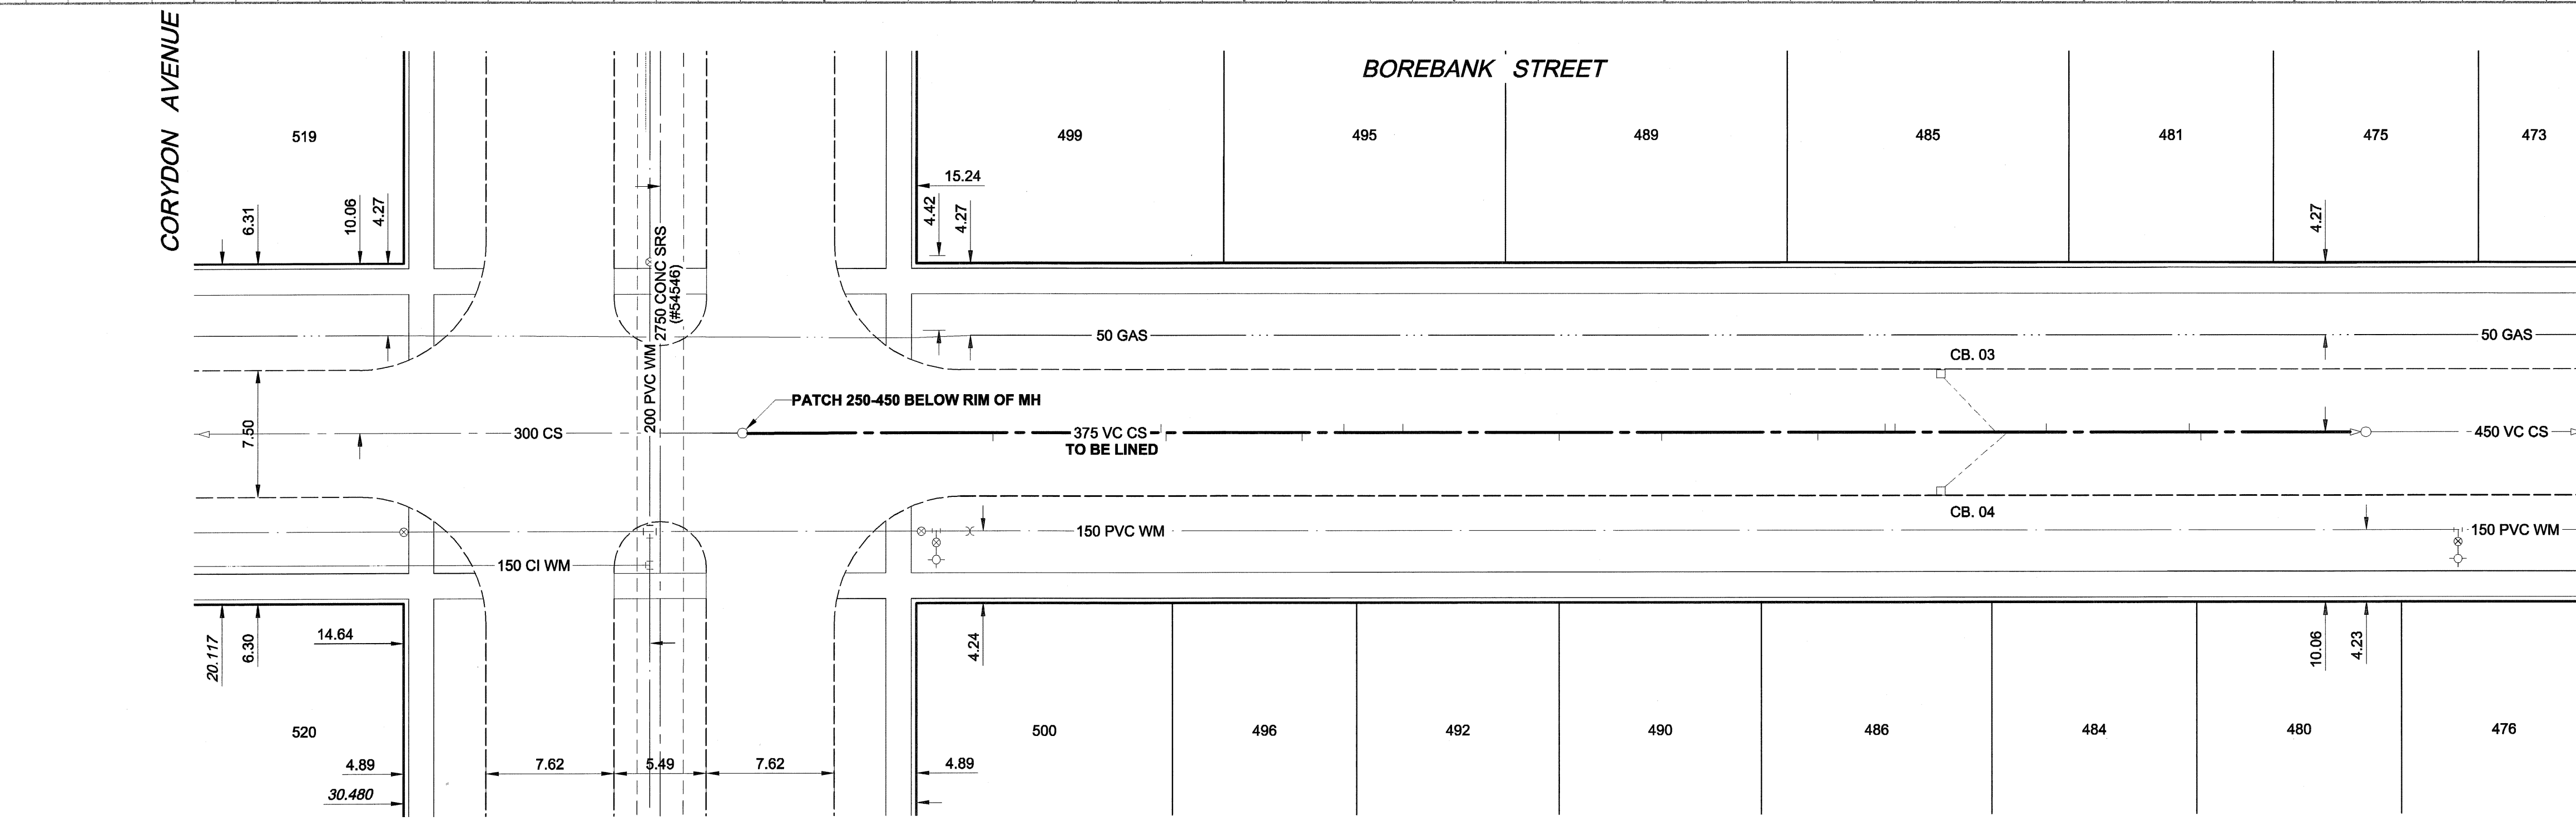 CORYDON AVENUE
BOREBANK STREET
519
499
495
489
485
481
475
473
6.31
10.06
4.27
15.24
4.42
4.27
4.27
2750 CONC SRS
(#54546)
200 PVC WM
50 GAS
50 GAS
CB. 03
PATCH 250-450 BELOW RIM OF MH
7.50
300 CS
375 VC CS
TO BE LINED
450 VC CS
CB. 04
150 PVC WM
150 PVC WM
150 CI WM
20.117
6.30
14.64
4.24
10.06
4.23
520
500
496
492
490
486
484
480
476
4.89
7.62
5.49
7.62
4.89
30.480